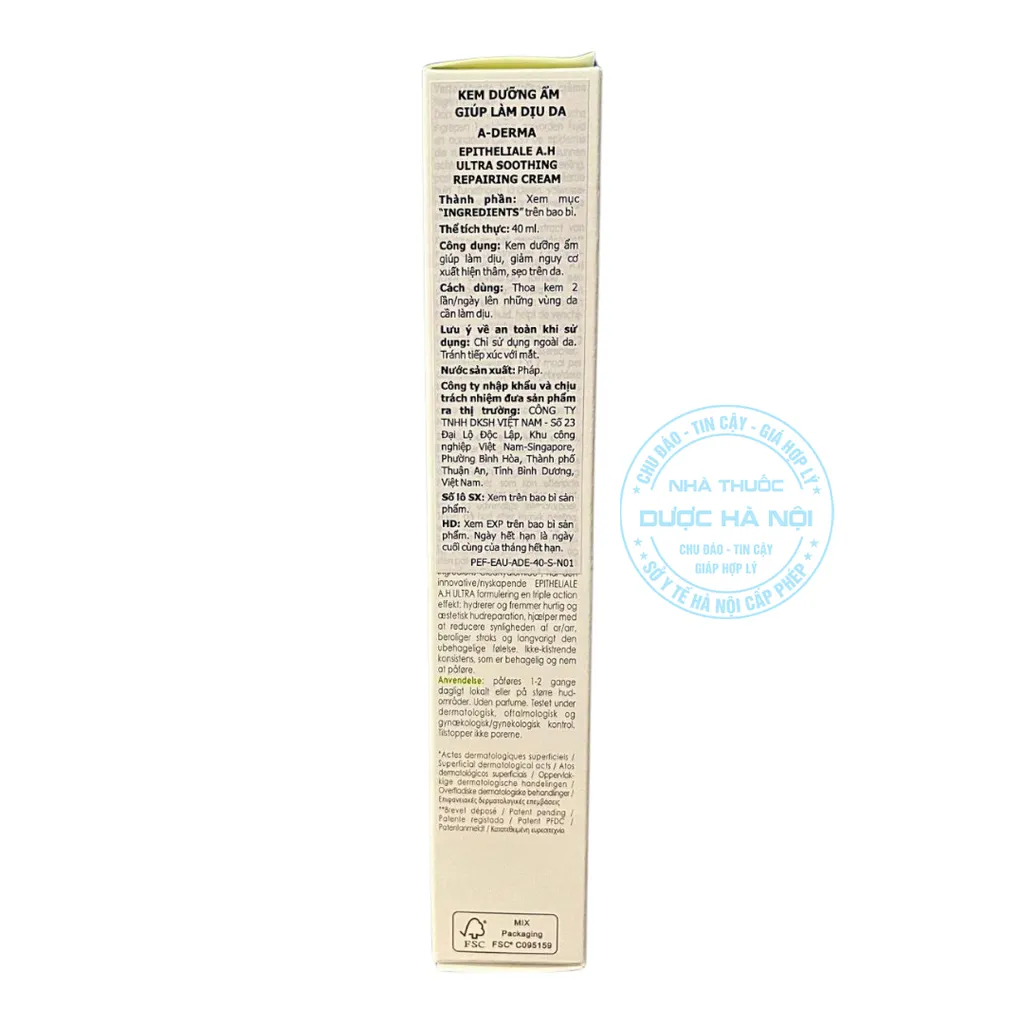 KEM DƯỠNG ẨM
GIÚP LÀM DỊU DA
A-DERMA
EPITHELIALE A.H
ULTRA SOOTHING
REPAIRING CREAM
Thành phần: Xem mục
"INGREDIENTS" trên bao bì.
Thể tích thực: 40 ml.
Công dụng: Kem dưỡng ẩm
giúp làm dịu, giảm nguy cơ
xuất hiện thâm, sẹo trên da.
Cách dùng: Thoa kem 2
lần/ngày lên những vùng da
cần làm dịu.
Lưu ý về an toàn khi sử
dụng: Chỉ sử dụng ngoài da.
Tránh tiếp xúc với mắt.
Nước sản xuất: Pháp.
Công ty nhập khẩu và chịu
trách nhiệm đưa sản phẩm
ra thị trường: CÔNG TY
TNHH DKSH VIỆT NAM - Số 23
Đại Lộ Độc Lập, Khu công
nghiệp Việt Nam-Singapore,
Phường Bình Hòa, Thành phố
Thuận An, Tỉnh Bình Dương,
Việt Nam.
Số lô SX: Xem trên bao bì sản
phẩm.
HD: Xem EXP trên bao bì sản
phẩm. Ngày hết hạn là ngày
cuối cùng của tháng hết hạn.
PEF-EAU-ADE-40-S-N01
innovative/nyskapende EPITHELIALE
A.H ULTRA formulering en triple action
effekt: hydrerer og fremmer hurtig og
æstetisk hudreparation, hjælper med
at reducere synligheden af ar/arr,
beroliger straks og langvarigt den
ubehagelige følelse. Ikke-klistrende
konsistens, som er behagelig og nem
at påføre.
Anvendelse: påføres 1-2 gange
dagligt lokalt eller på større hud-
områder. Uden parfume. Testet under
dermatologisk, oftalmologisk og
gynækologisk/gynekologisk kontrol.
Tilstopper ikke porerne.
*Actes dermatologiques superficiels /
Superficial dermatological acts / Atos
dermatológicos superficiais / Oppervlak-
kige dermatologische handelingen /
Overfladiske dermatologiske behandlinger /
Επιφανειακές δερματολογικές επεμβάσεις
**Brevet déposé / Patent pending /
Patente registada / Patent PFDC /
Patentanmeldt / Κατατεθειμένη ευρεσιτεχνία
FSC
MIX
Packaging
FSC® C095159
CHU ĐÁO - TIN CẬY - GIÁ HỢP LÝ
NHÀ THUỐC
DƯỢC HÀ NỘI
CHU ĐÁO - TIN CẬY
GIÁP HỢP LÝ
SỞ Y TẾ HÀ NỘI CẤP PHÉP